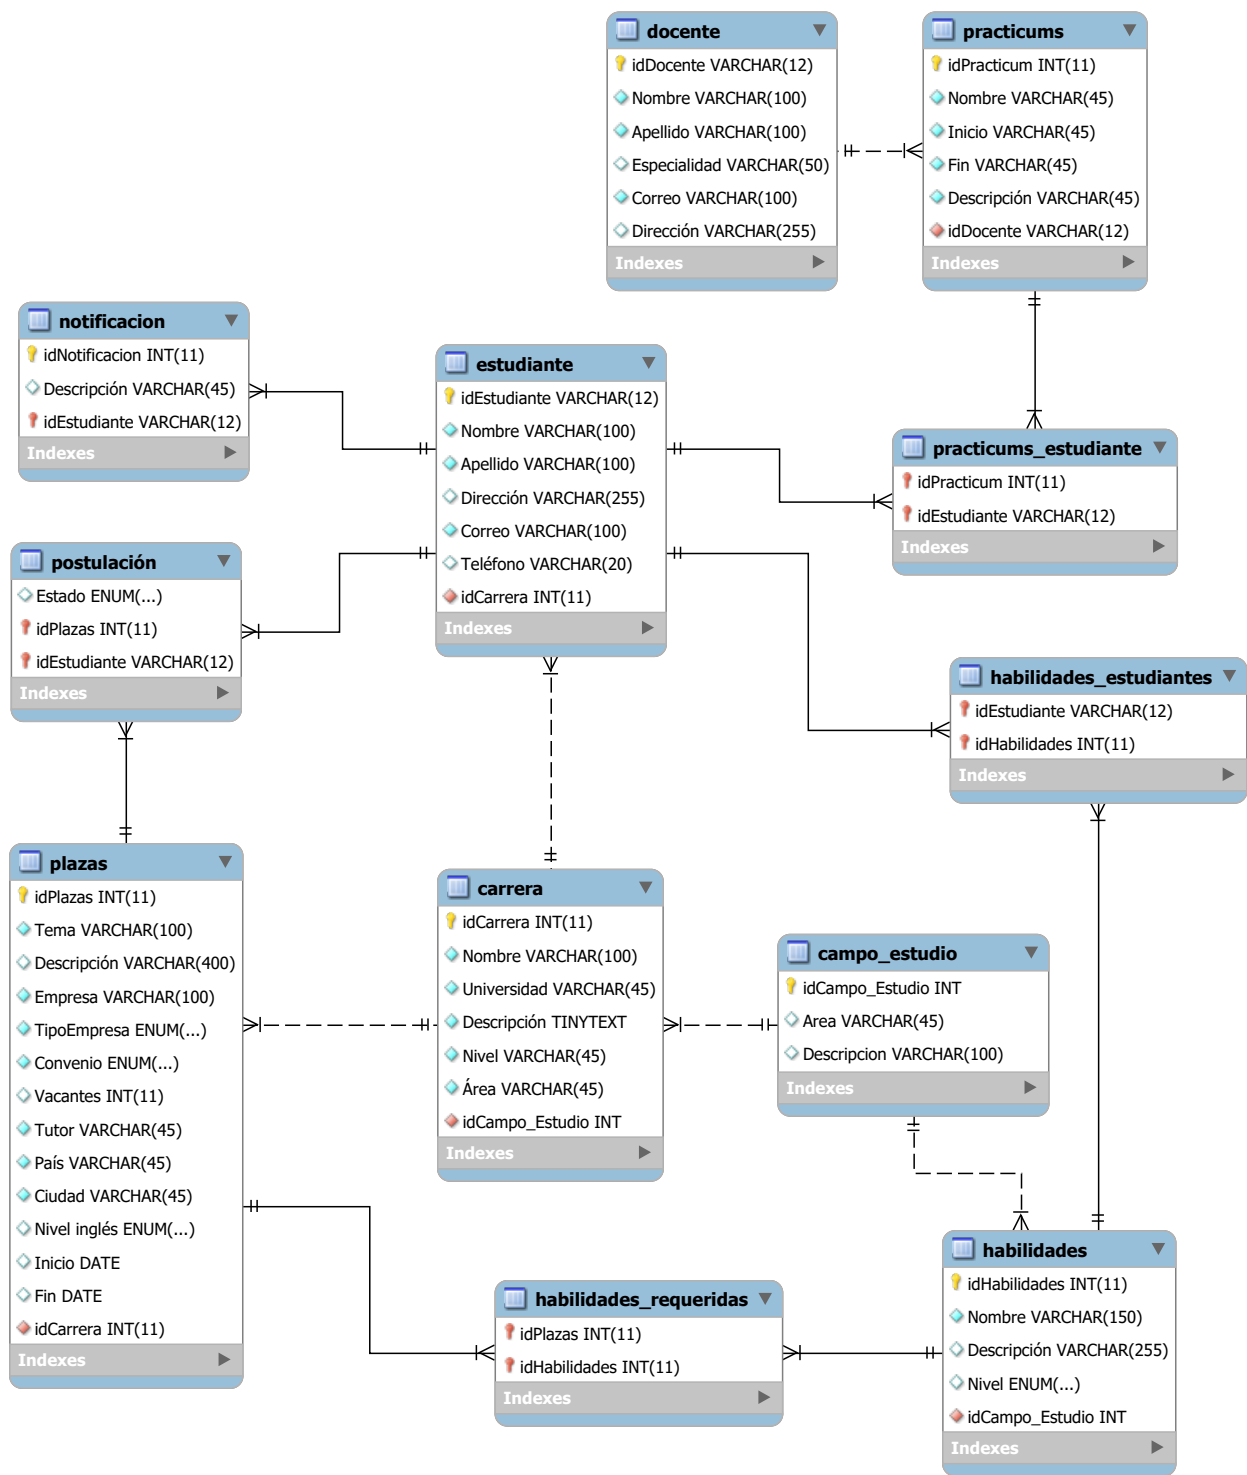 docente
idDocente VARCHAR(12)
Nombre VARCHAR(100)
Apellido VARCHAR(100)
Especialidad VARCHAR(50)
Correo VARCHAR(100)
Dirección VARCHAR(255)
Indexes
practicums
idPracticum INT(11)
Nombre VARCHAR(45)
Inicio VARCHAR(45)
Fin VARCHAR(45)
Descripción VARCHAR(45)
idDocente VARCHAR(12)
Indexes
notificacion
idNotificacion INT(11)
Descripción VARCHAR(45)
idEstudiante VARCHAR(12)
Indexes
estudiante
idEstudiante VARCHAR(12)
Nombre VARCHAR(100)
Apellido VARCHAR(100)
Dirección VARCHAR(255)
Correo VARCHAR(100)
Teléfono VARCHAR(20)
idCarrera INT(11)
Indexes
practicums_estudiante
idPracticum INT(11)
idEstudiante VARCHAR(12)
Indexes
postulación
Estado ENUM(...)
idPlazas INT(11)
idEstudiante VARCHAR(12)
Indexes
habilidades_estudiantes
idEstudiante VARCHAR(12)
idHabilidades INT(11)
Indexes
plazas
idPlazas INT(11)
Tema VARCHAR(100)
Descripción VARCHAR(400)
Empresa VARCHAR(100)
TipoEmpresa ENUM(...)
Convenio ENUM(...)
Vacantes INT(11)
Tutor VARCHAR(45)
País VARCHAR(45)
Ciudad VARCHAR(45)
Nivel inglés ENUM(...)
Inicio DATE
Fin DATE
idCarrera INT(11)
Indexes
carrera
idCarrera INT(11)
Nombre VARCHAR(100)
Universidad VARCHAR(45)
Descripción TINYTEXT
Nivel VARCHAR(45)
Área VARCHAR(45)
idCampo_Estudio INT
Indexes
campo_estudio
idCampo_Estudio INT
Area VARCHAR(45)
Descripcion VARCHAR(100)
Indexes
habilidades_requeridas
idPlazas INT(11)
idHabilidades INT(11)
Indexes
habilidades
idHabilidades INT(11)
Nombre VARCHAR(150)
Descripción VARCHAR(255)
Nivel ENUM(...)
idCampo_Estudio INT
Indexes